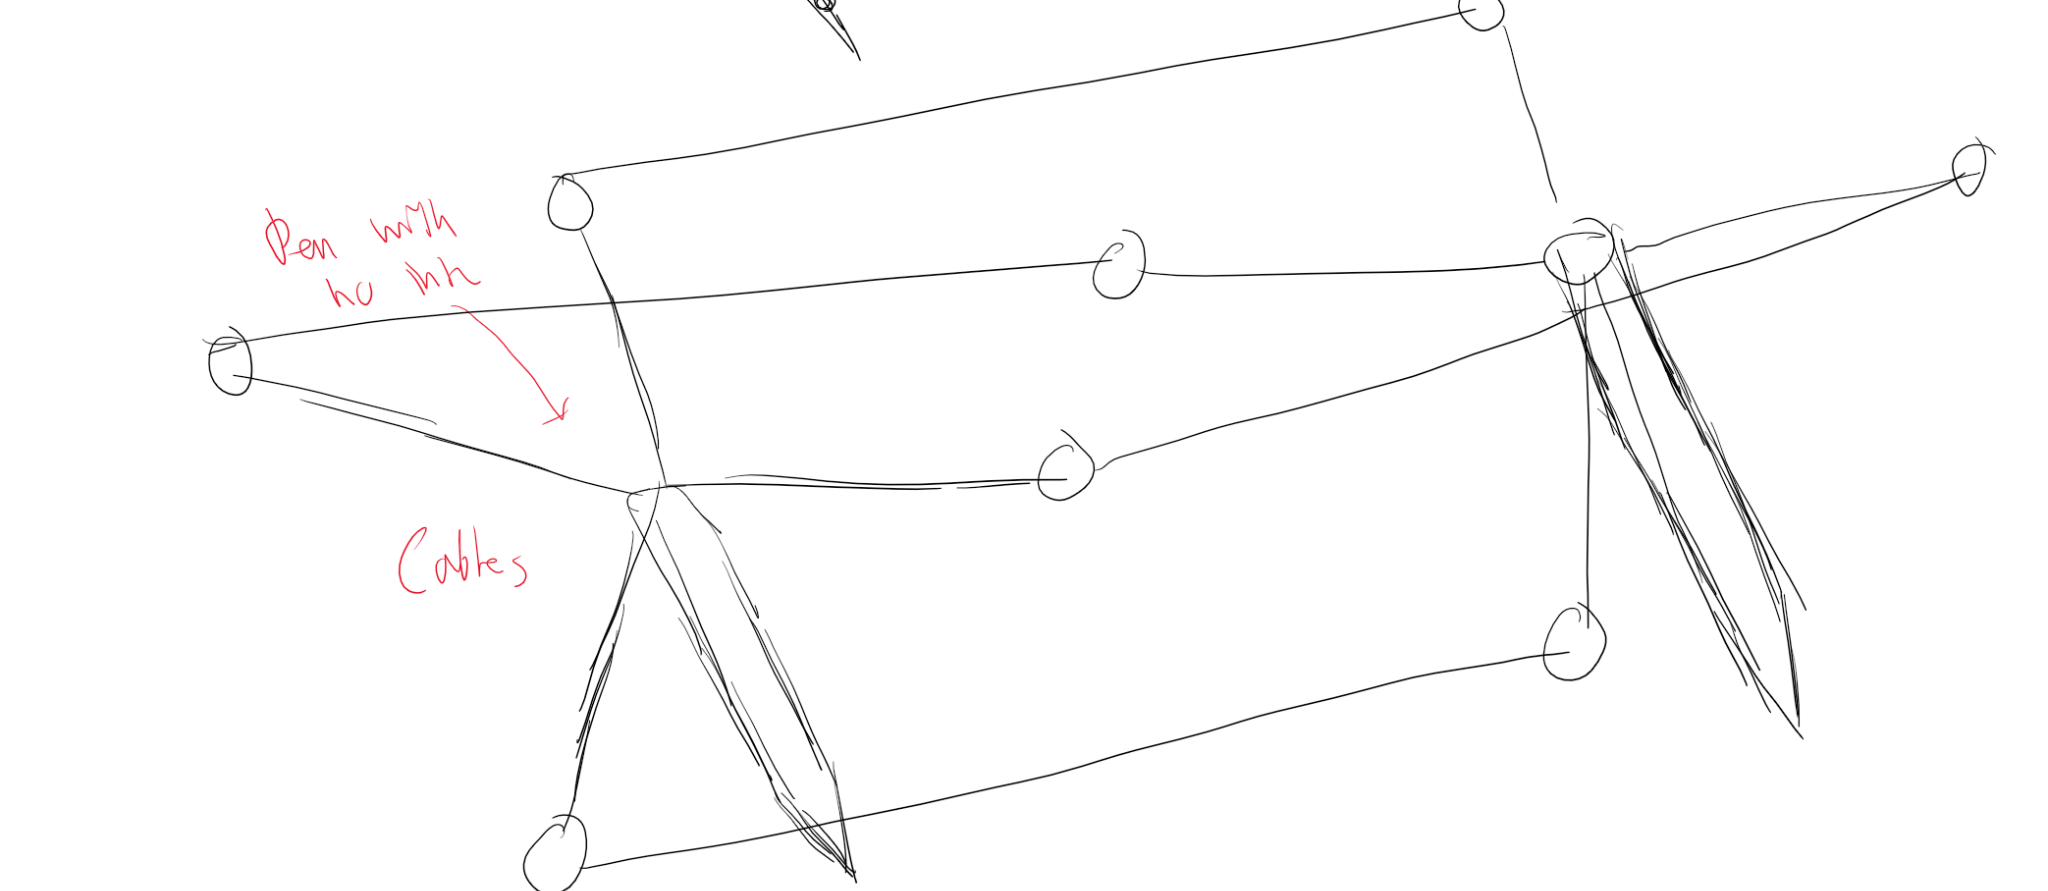 Pen with
no ink
Cables